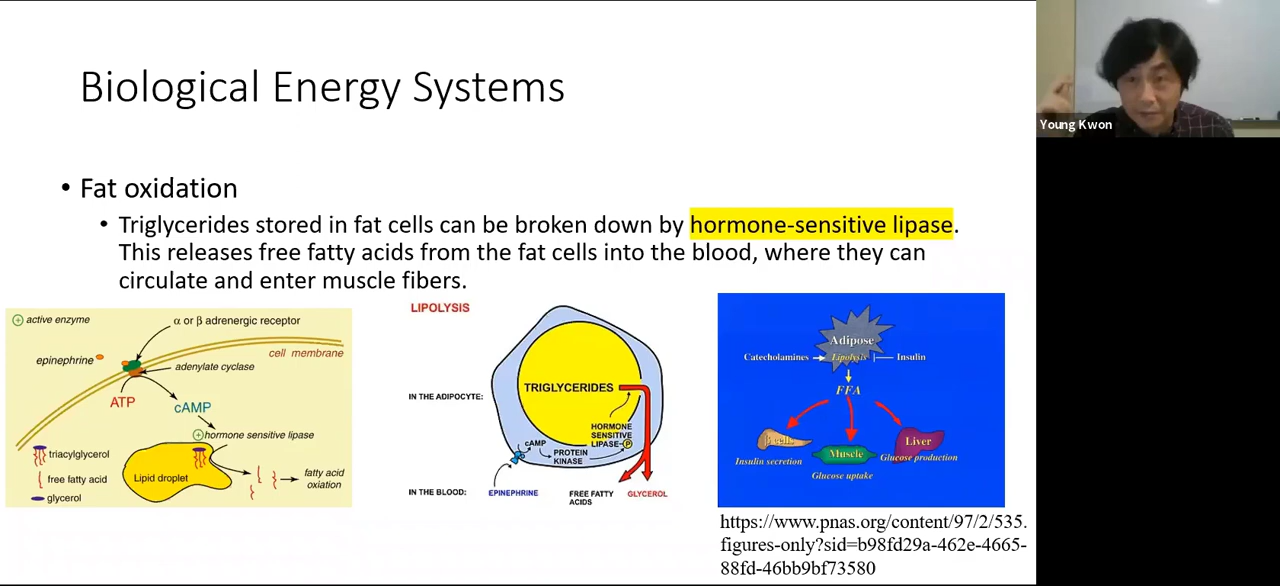 Biological Energy Systems
Young Kwon
• Fat oxidation
• Triglycerides stored in fat cells can be broken down by hormone-sensitive lipase.
This releases free fatty acids from the fat cells into the blood, where they can
circulate and enter muscle fibers.
+ active enzyme
α or β adrenergic receptor
epinephrine
cell membrane
adenylate cyclase
ATP
cAMP
+ hormone sensitive lipase
triacylglycerol
free fatty acid
glycerol
Lipid droplet
fatty acid
oxiation
LIPOLYSIS
IN THE ADIPOCYTE:
TRIGLYCERIDES
HORMONE
SENSITIVE
LIPASE-P
cAMP
PROTEIN
KINASE
IN THE BLOOD:
EPINEPHRINE
FREE FATTY
ACIDS
GLYCEROL
Adipose
Catecholamines
Lipolysis
Insulin
FFA
β-cells
Insulin secretion
Muscle
Glucose uptake
Liver
Glucose production
https://www.pnas.org/content/97/2/535.
figures-only?sid=b98fd29a-462e-4665-
88fd-46bb9bf73580